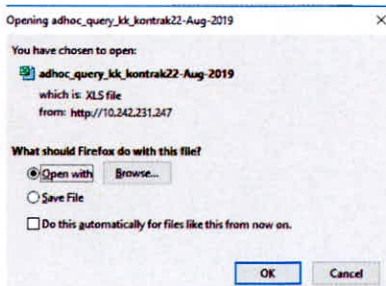 Opening adhoc_query_kk_kontrak22-Aug-2019
You have chosen to open:
adhoc_query_kk_kontrak22-Aug-2019
which is: XLS file
from: http://10.242.231.247
What should Firefox do with this file?
Open with Browse...
Save File
Do this automatically for files like this from now on.
OK Cancel